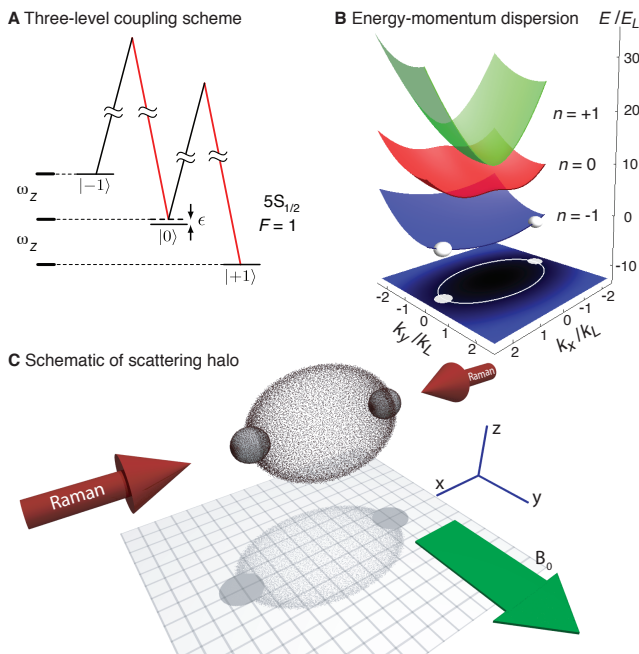 A Three-level coupling scheme
ω_Z
ω_Z
|−1⟩
|0⟩
|+1⟩
ϵ
5S_{1/2}
F = 1
B Energy-momentum dispersion
E /E_L
30
20
10
0
-10
n = +1
n = 0
n = -1
-2
-1
0
1
2
k_y/k_L
-2
-1
0
1
2
k_x/k_L
C Schematic of scattering halo
Raman
Raman
z
x
y
B_0